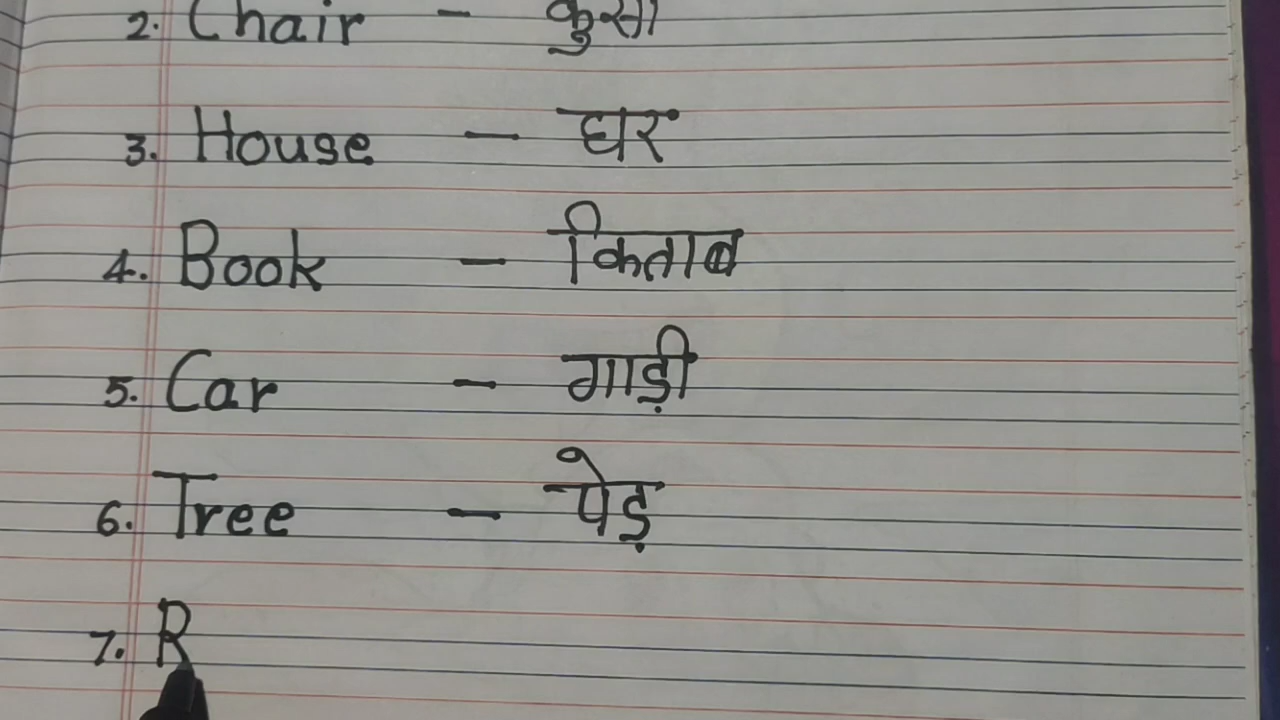 2. Chair - कुर्सी
3. House - घर
4. Book - किताब
5. Car - गाड़ी
6. Tree - पेड़
7. R